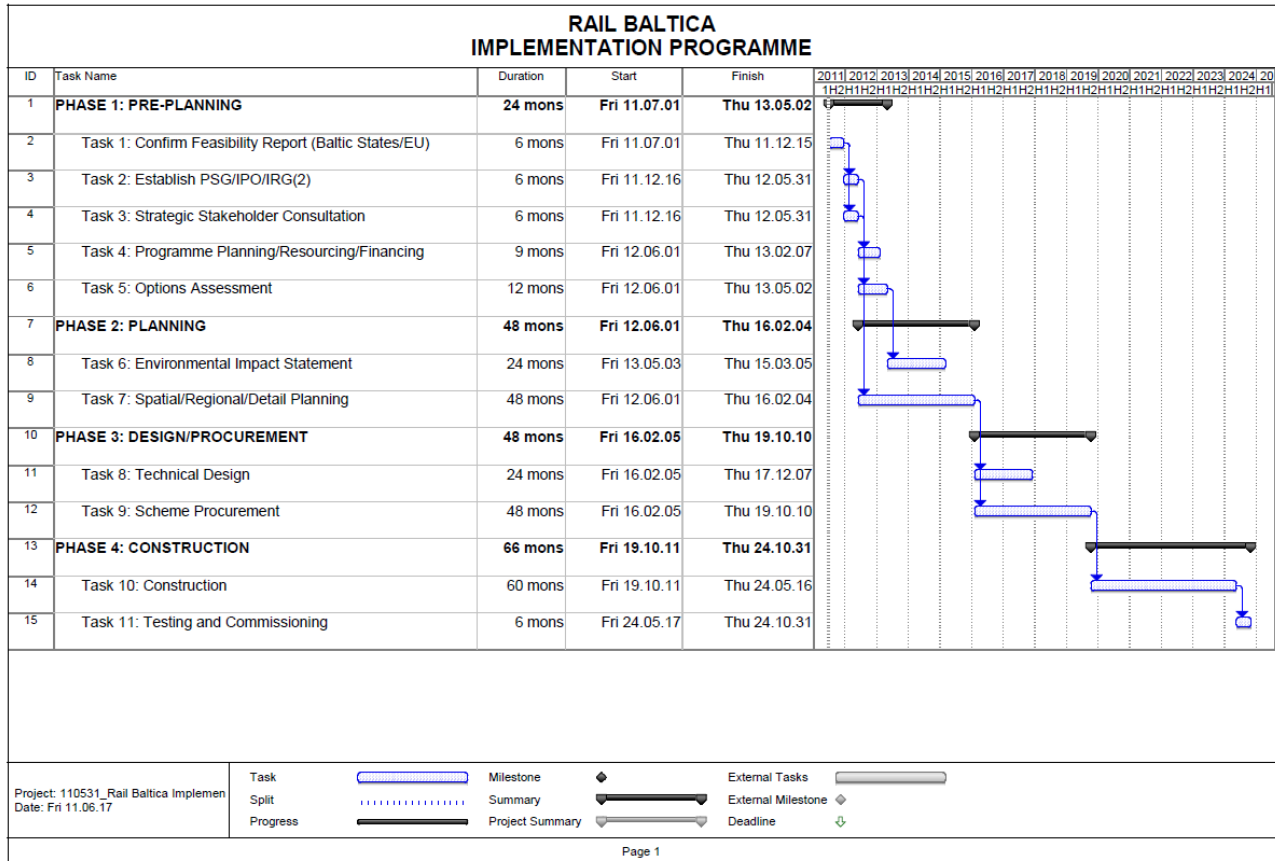 RAIL BALTICA
IMPLEMENTATION PROGRAMME
ID Task Name Duration Start Finish 2011 2012 2013 2014 2015 2016 2017 2018 2019 2020 2021 2022 2023 2024 20
1H2H1H2H1H2H1H2H1H2H1H2H1H2H1H2H1H2H1H2H1H2H1H2H1H2H1H2H1
1 PHASE 1: PRE-PLANNING 24 mons Fri 11.07.01 Thu 13.05.02
2 Task 1: Confirm Feasibility Report (Baltic States/EU) 6 mons Fri 11.07.01 Thu 11.12.15
3 Task 2: Establish PSG/IPO/IRG(2) 6 mons Fri 11.12.16 Thu 12.05.31
4 Task 3: Strategic Stakeholder Consultation 6 mons Fri 11.12.16 Thu 12.05.31
5 Task 4: Programme Planning/Resourcing/Financing 9 mons Fri 12.06.01 Thu 13.02.07
6 Task 5: Options Assessment 12 mons Fri 12.06.01 Thu 13.05.02
7 PHASE 2: PLANNING 48 mons Fri 12.06.01 Thu 16.02.04
8 Task 6: Environmental Impact Statement 24 mons Fri 13.05.03 Thu 15.03.05
9 Task 7: Spatial/Regional/Detail Planning 48 mons Fri 12.06.01 Thu 16.02.04
10 PHASE 3: DESIGN/PROCUREMENT 48 mons Fri 16.02.05 Thu 19.10.10
11 Task 8: Technical Design 24 mons Fri 16.02.05 Thu 17.12.07
12 Task 9: Scheme Procurement 48 mons Fri 16.02.05 Thu 19.10.10
13 PHASE 4: CONSTRUCTION 66 mons Fri 19.10.11 Thu 24.10.31
14 Task 10: Construction 60 mons Fri 19.10.11 Thu 24.05.16
15 Task 11: Testing and Commissioning 6 mons Fri 24.05.17 Thu 24.10.31
Project: 110531_Rail Baltica Implemen
Date: Fri 11.06.17
Task Milestone External Tasks
Split Summary External Milestone
Progress Project Summary Deadline
Page 1